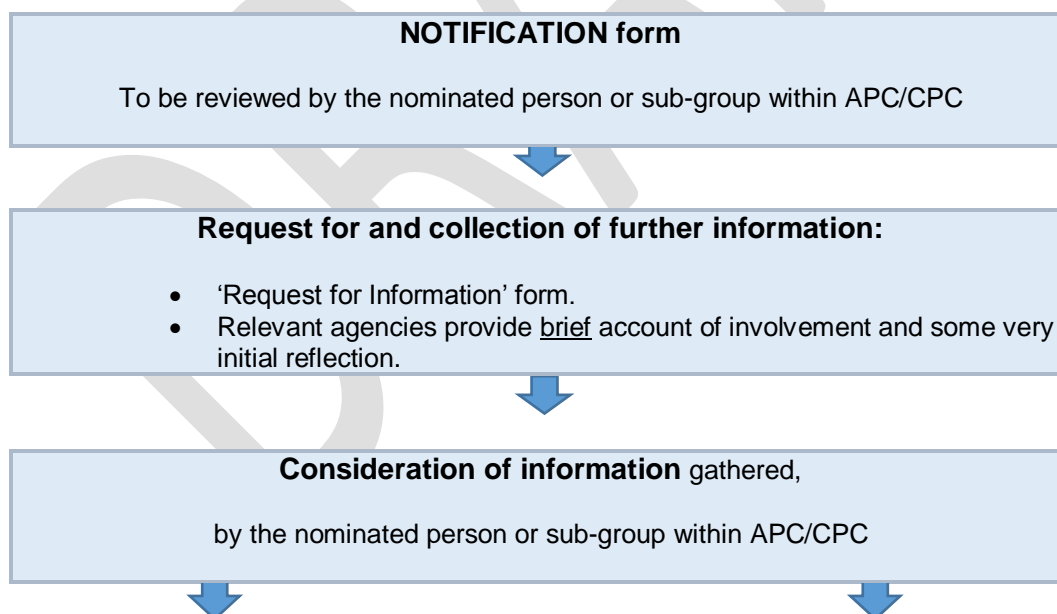 NOTIFICATION form
To be reviewed by the nominated person or sub-group within APC/CPC
Request for and collection of further information:
• ‘Request for Information’ form.
• Relevant agencies provide brief account of involvement and some very
initial reflection.
Consideration of information gathered,
by the nominated person or sub-group within APC/CPC